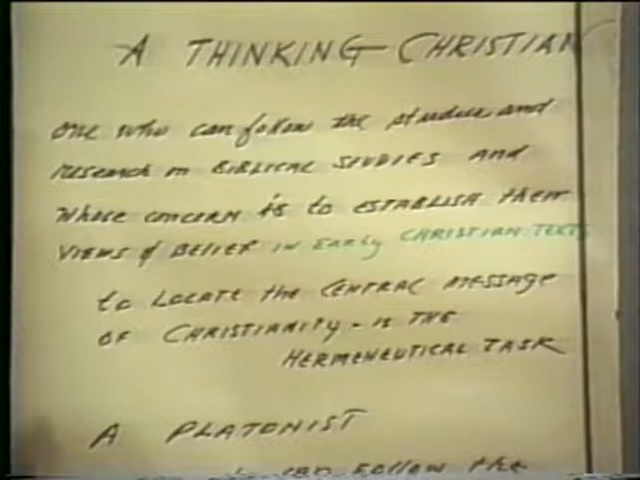 A THINKING CHRISTIAN
One who can follow the studies and
research in BIBLICAL STUDIES and
whose concern is to ESTABLISH their
VIEWS of BELIEF in Early CHRISTIAN TEXTS
to LOCATE the CENTRAL MESSAGE
OF CHRISTIANITY - IS THE
HERMENEUTICAL TASK
A PLATONIST
can Follow the